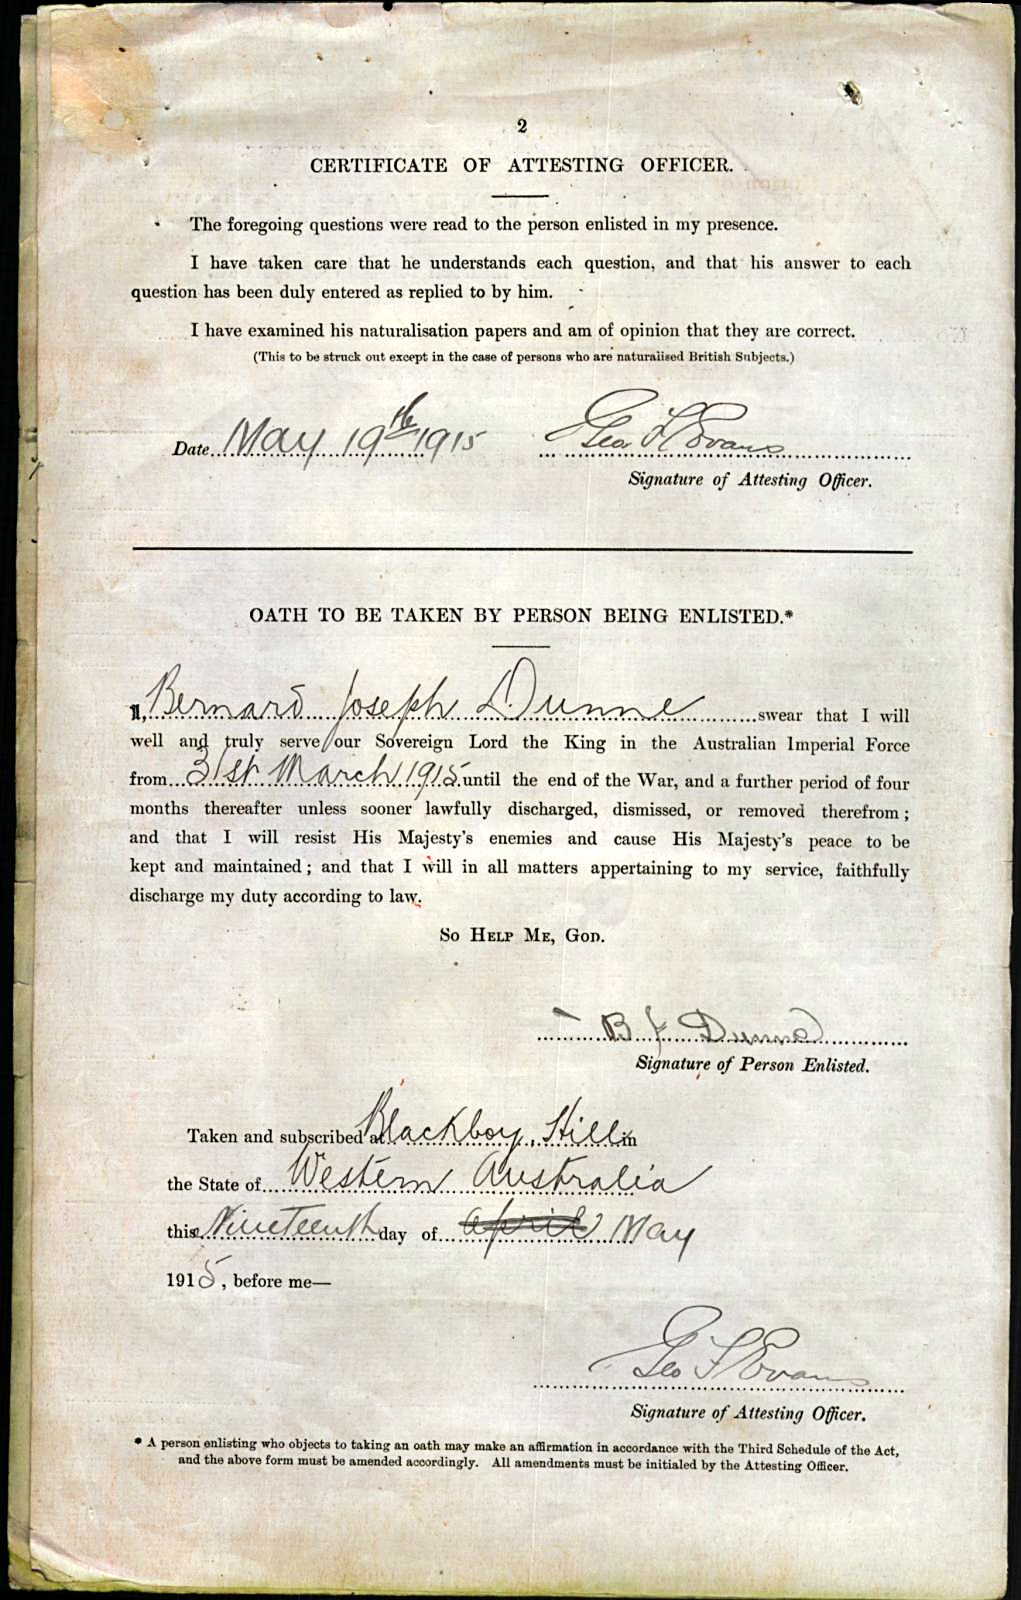 2
CERTIFICATE OF ATTESTING OFFICER.
The foregoing questions were read to the person enlisted in my presence.
I have taken care that he understands each question, and that his answer to each
question has been duly entered as replied to by him.
I have examined his naturalisation papers and am of opinion that they are correct.
(This to be struck out except in the case of persons who are naturalised British Subjects.)
Date May 19th 1915 Geo F Evans
Signature of Attesting Officer.
OATH TO BE TAKEN BY PERSON BEING ENLISTED.*
I, Bernard Joseph Dunne swear that I will
well and truly serve our Sovereign Lord the King in the Australian Imperial Force
from 31st March 1915 until the end of the War, and a further period of four
months thereafter unless sooner lawfully discharged, dismissed, or removed therefrom;
and that I will resist His Majesty's enemies and cause His Majesty's peace to be
kept and maintained; and that I will in all matters appertaining to my service, faithfully
discharge my duty according to law.
So Help Me, God.
B J Dunne
Signature of Person Enlisted.
Taken and subscribed at Blackboy Hill in
the State of Western Australia
this Nineteenth day of April May
1915, before me—
Geo F Evans
Signature of Attesting Officer.
* A person enlisting who objects to taking an oath may make an affirmation in accordance with the Third Schedule of the Act,
and the above form must be amended accordingly. All amendments must be initialed by the Attesting Officer.